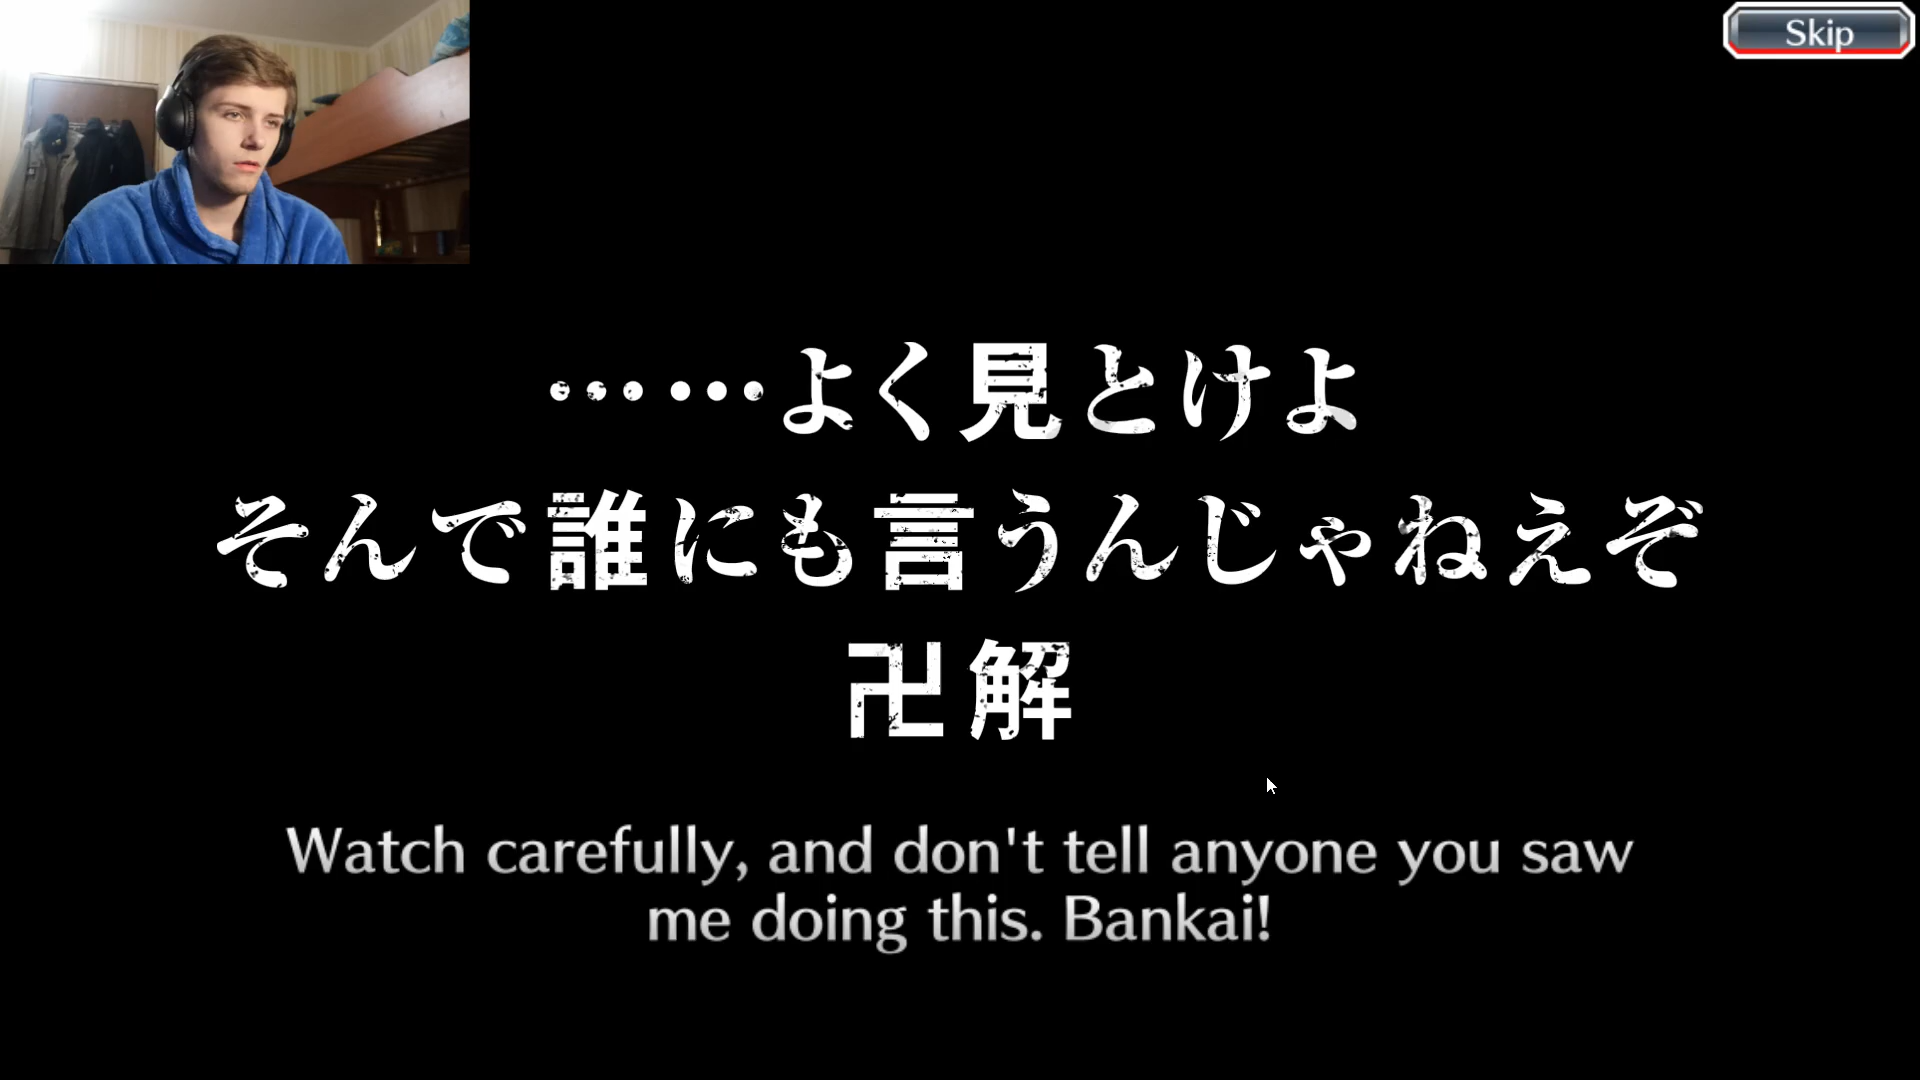 Skip
……よく見とけよ
そんで誰にも言うんじゃねえぞ
卍解
Watch carefully, and don't tell anyone you saw
me doing this. Bankai!